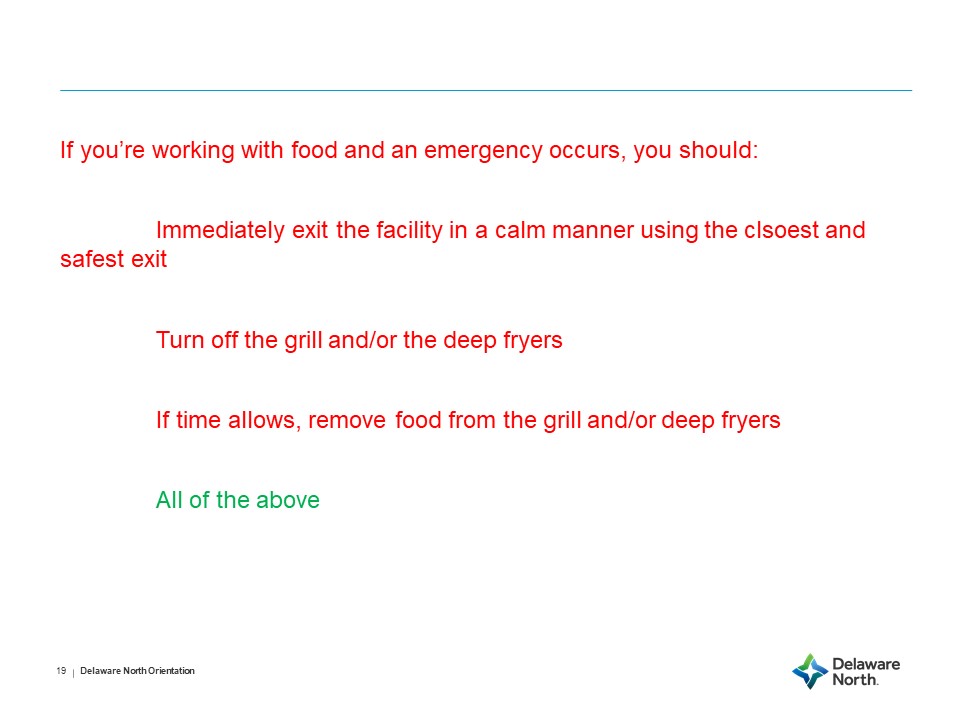 If you’re working with food and an emergency occurs, you should:
Immediately exit the facility in a calm manner using the clsoest and
safest exit
Turn off the grill and/or the deep fryers
If time allows, remove food from the grill and/or deep fryers
All of the above
19 | Delaware North Orientation
Delaware
North.